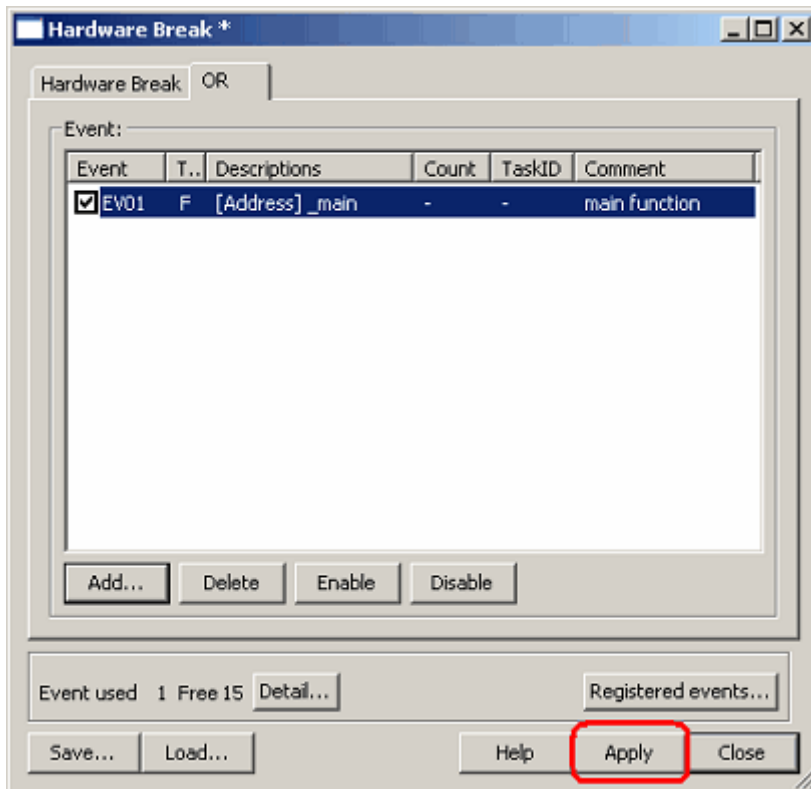 Hardware Break *
Hardware Break OR
Event:
Event T.. Descriptions Count TaskID Comment
EV01 F [Address] _main - - main function
Add... Delete Enable Disable
Event used 1 Free 15 Detail... Registered events...
Save... Load... Help Apply Close